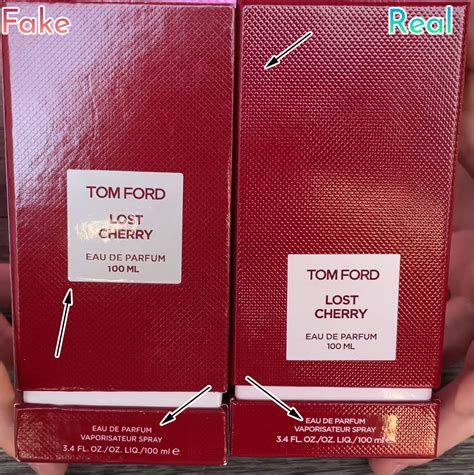 Fake
Real
TOM FORD
LOST
CHERRY
EAU DE PARFUM
100 ML
TOM FORD
LOST
CHERRY
EAU DE PARFUM
100 ML
EAU DE PARFUM
VAPORISATEUR SPRAY
3.4 FL.OZ./OZ. LIQ./100 ml ℮
EAU DE PARFUM
VAPORISATEUR SPRAY
3.4 FL.OZ./OZ. LIQ./100 ml ℮